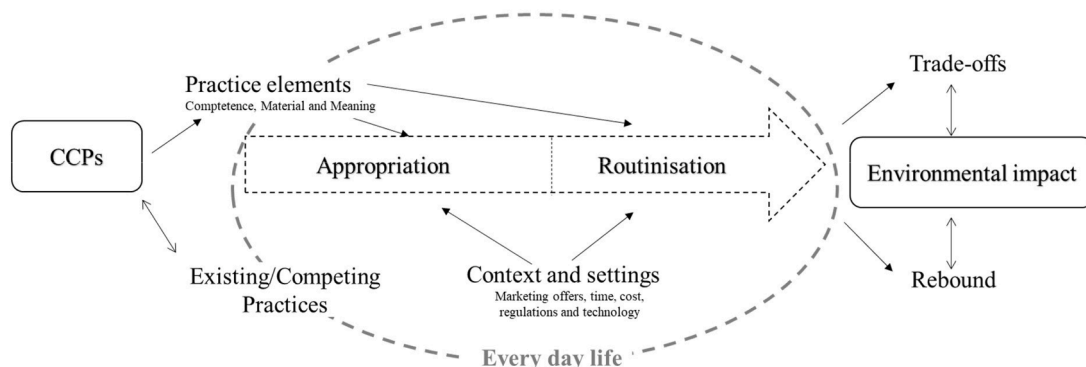 Trade-offs
Practice elements
Comptetence, Material and Meaning
CCPs
Appropriation
Routinisation
Environmental impact
Existing/Competing
Practices
Context and settings
Marketing offers, time, cost,
regulations and technology
Rebound
Every day life